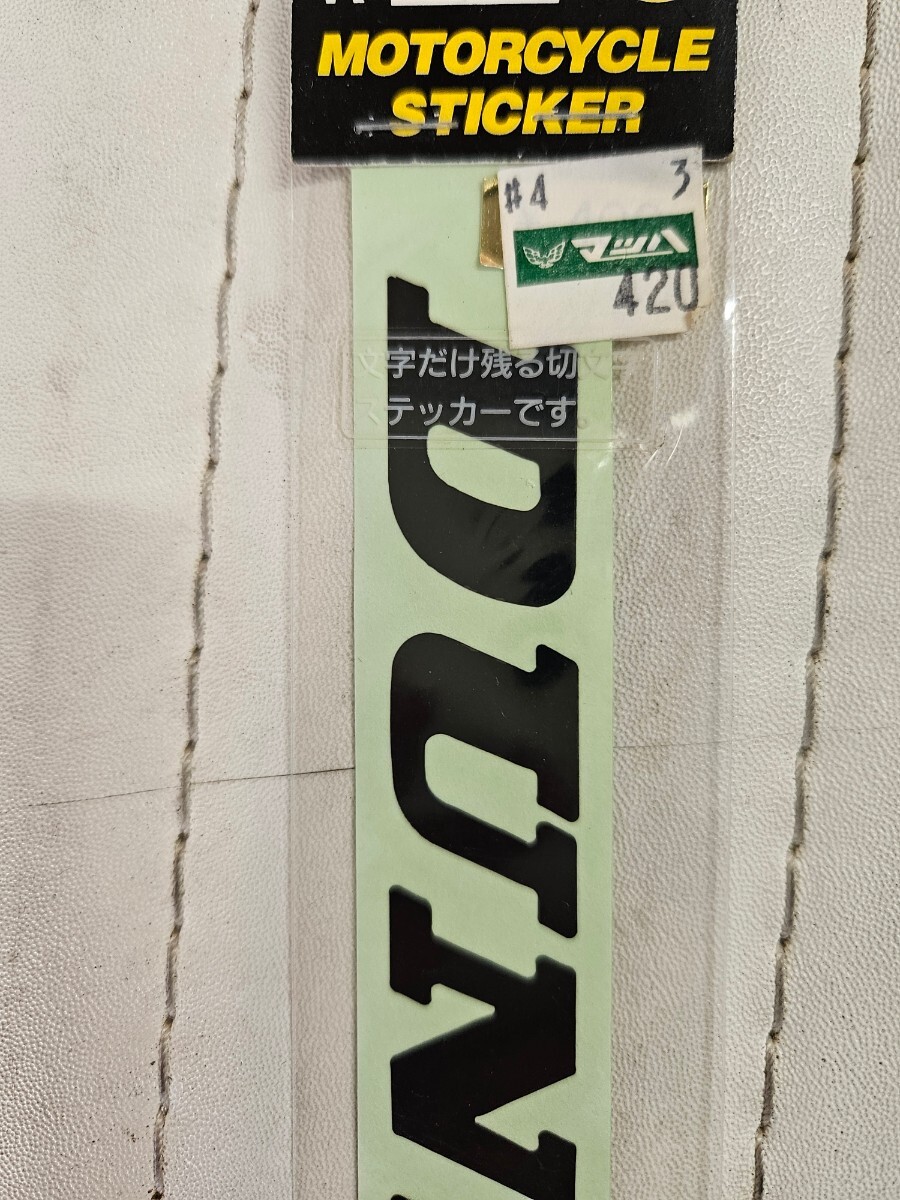 MOTORCYCLE
STICKER
#4 3
マッハ
420
文字だけ残る切文字
ステッカーです。
DUN